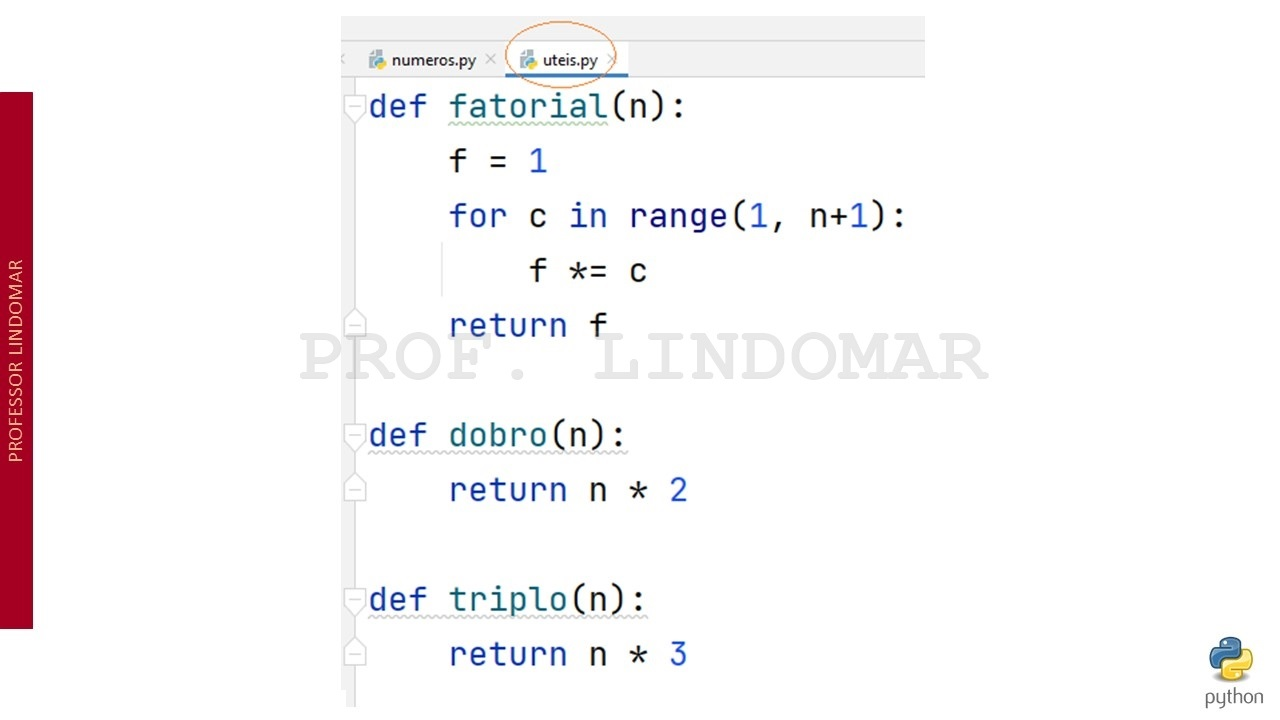 numeros.py
uteis.py
def fatorial(n):
    f = 1
    for c in range(1, n+1):
        f *= c
    return f
PROF. LINDOMAR
def dobro(n):
    return n * 2
def triplo(n):
    return n * 3
PROFESSOR LINDOMAR
python